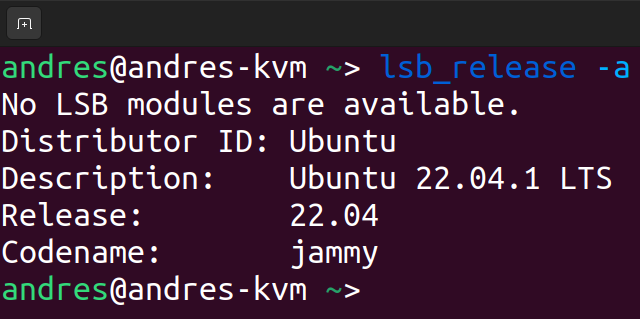 andres@andres-kvm ~> lsb_release -a
No LSB modules are available.
Distributor ID: Ubuntu
Description:    Ubuntu 22.04.1 LTS
Release:        22.04
Codename:       jammy
andres@andres-kvm ~>